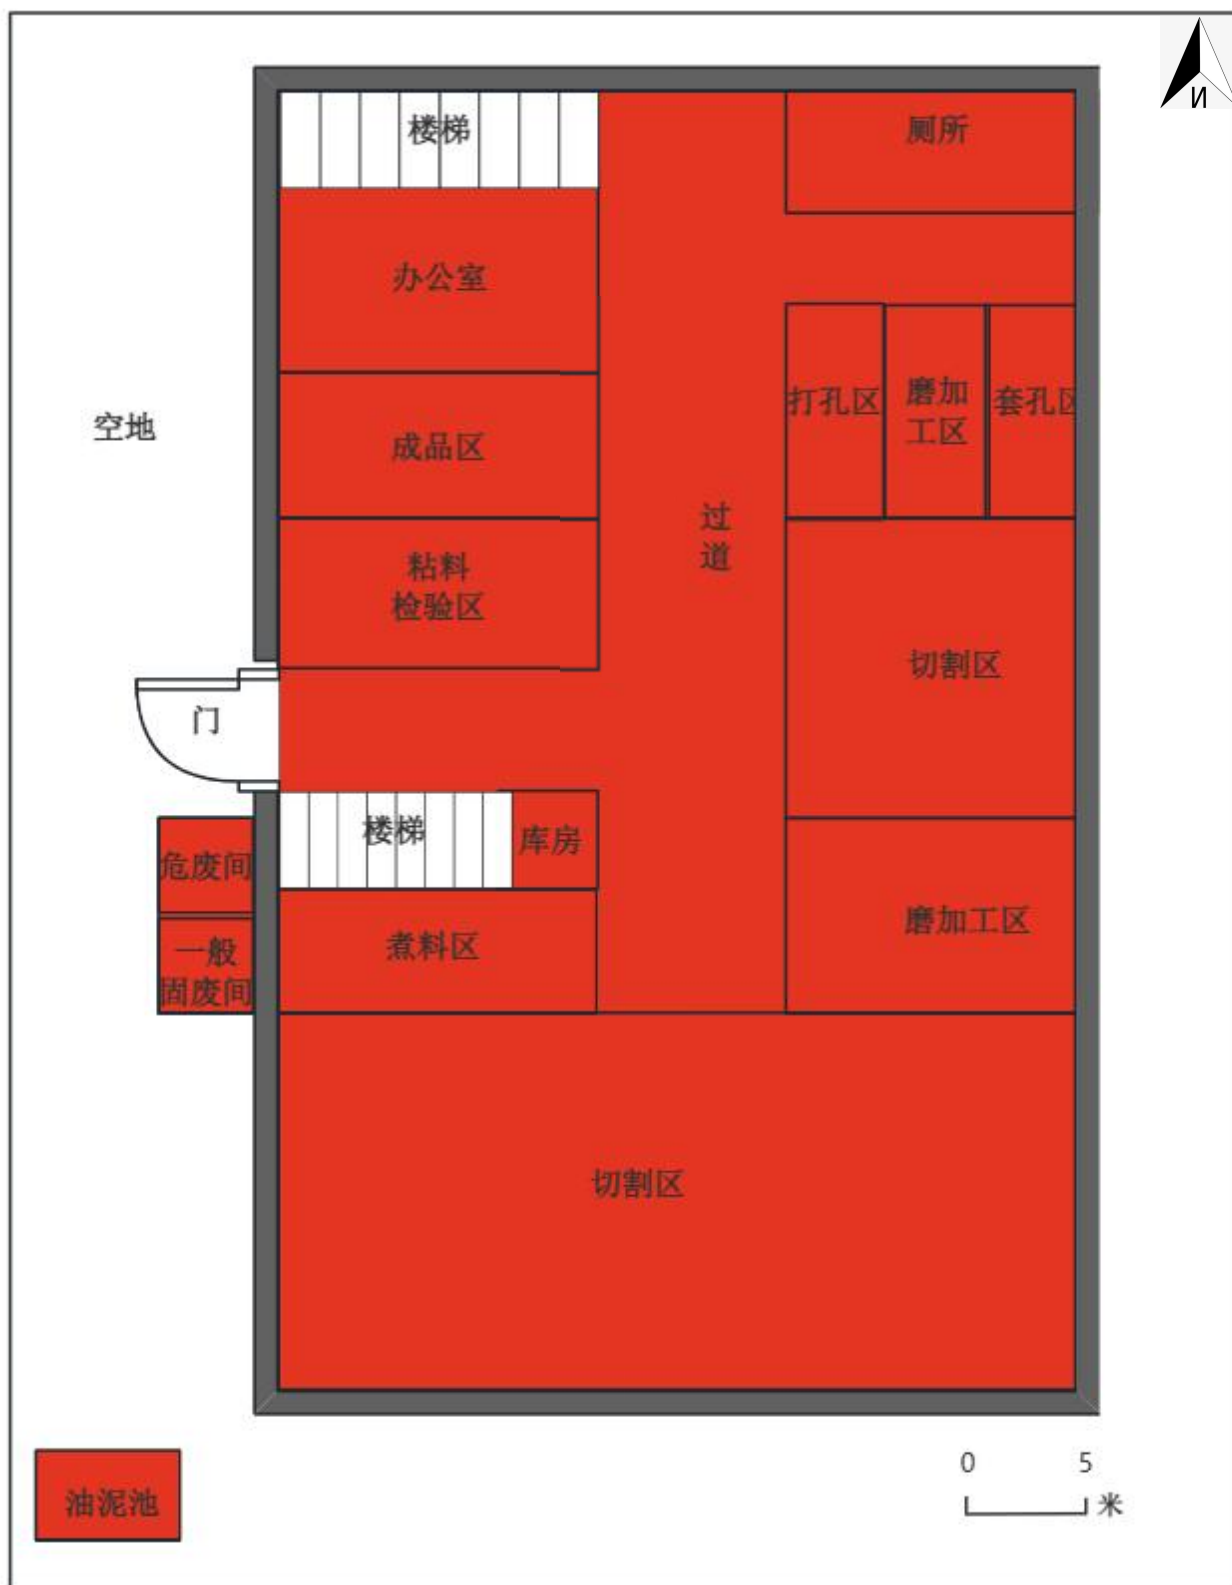 N
楼梯
厕所
办公室
打孔区
磨加
工区
套孔区
空地
成品区
过
道
粘料
检验区
切割区
门
楼梯
库房
危废间
磨加工区
煮料区
一般
固废间
切割区
0 5
米
油泥池